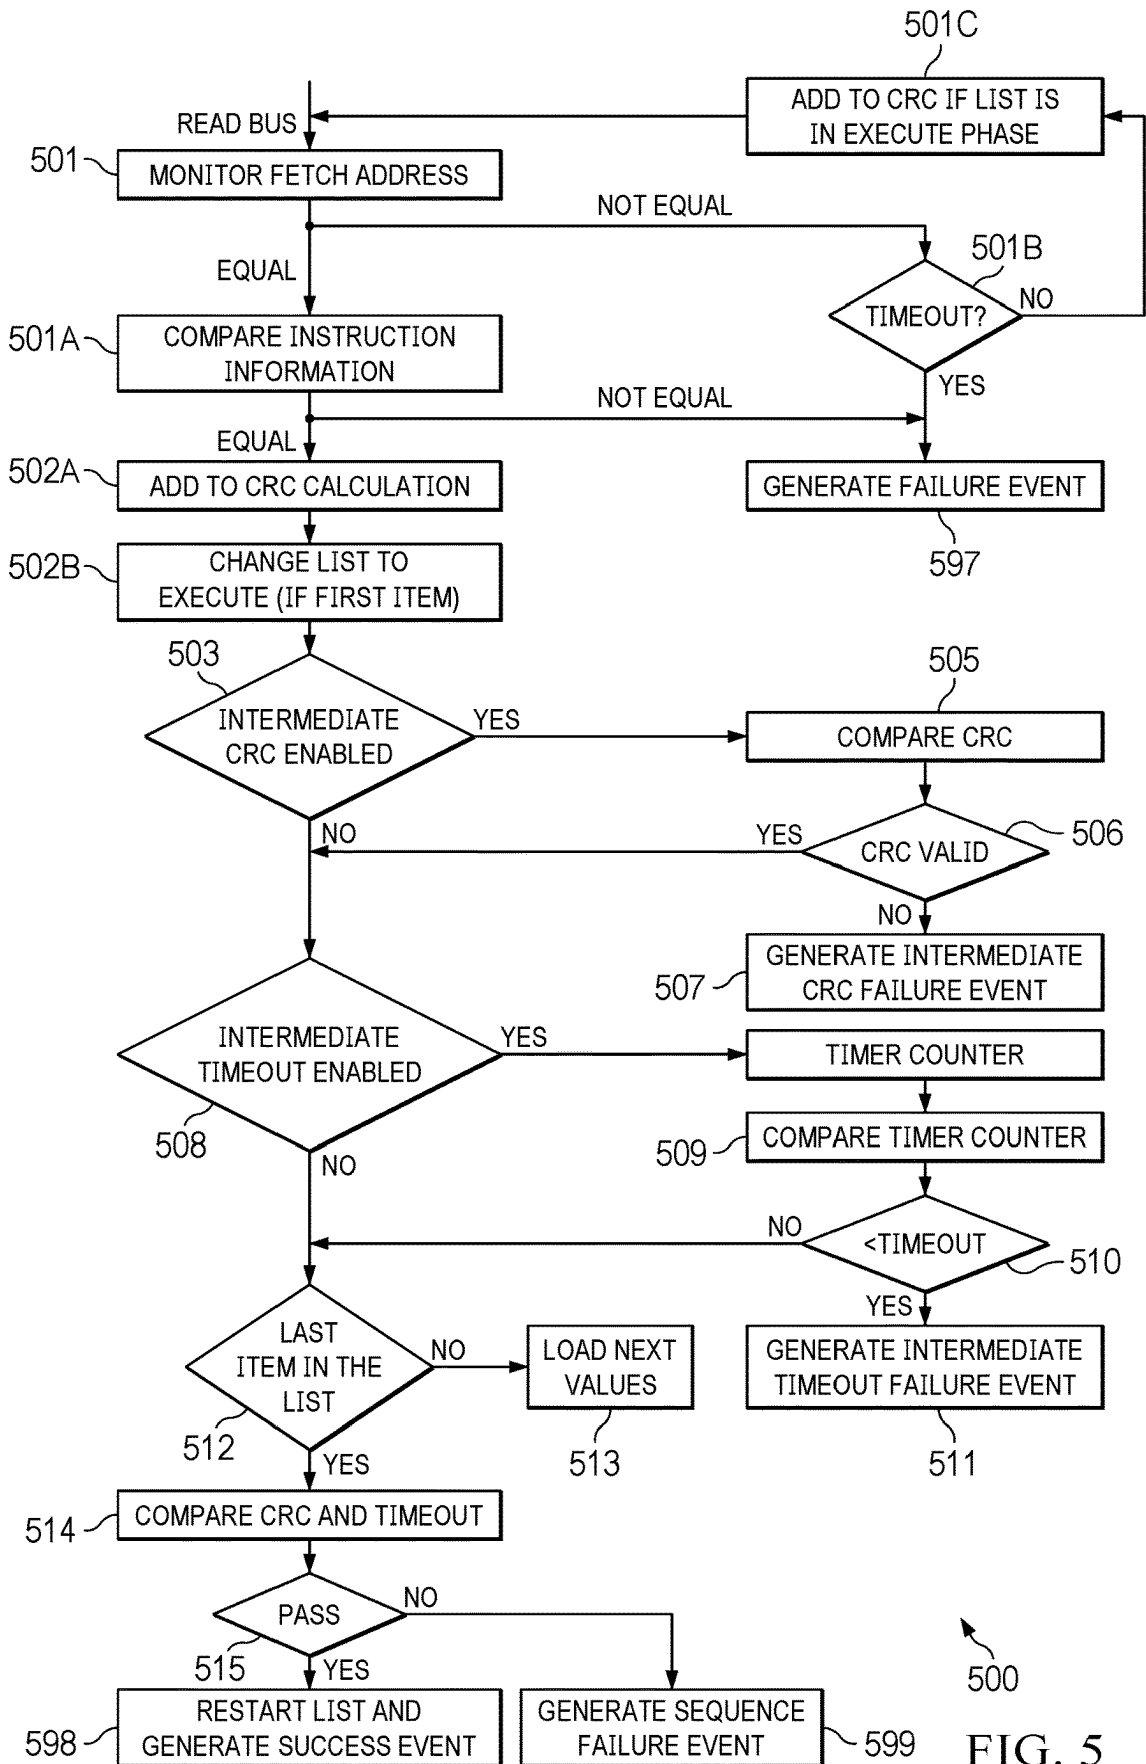 501C
ADD TO CRC IF LIST IS
IN EXECUTE PHASE
READ BUS
501
MONITOR FETCH ADDRESS
NOT EQUAL
501B
EQUAL
TIMEOUT?
NO
501A
COMPARE INSTRUCTION
INFORMATION
YES
NOT EQUAL
EQUAL
502A
ADD TO CRC CALCULATION
GENERATE FAILURE EVENT
597
502B
CHANGE LIST TO
EXECUTE (IF FIRST ITEM)
503
INTERMEDIATE
CRC ENABLED
YES
505
COMPARE CRC
NO
YES
CRC VALID
506
NO
507
GENERATE INTERMEDIATE
CRC FAILURE EVENT
INTERMEDIATE
TIMEOUT ENABLED
YES
508
NO
TIMER COUNTER
509
COMPARE TIMER COUNTER
NO
<TIMEOUT
510
YES
LAST
ITEM IN THE
LIST
NO
512
LOAD NEXT
VALUES
513
GENERATE INTERMEDIATE
TIMEOUT FAILURE EVENT
511
YES
514
COMPARE CRC AND TIMEOUT
PASS
NO
515
YES
598
RESTART LIST AND
GENERATE SUCCESS EVENT
GENERATE SEQUENCE
FAILURE EVENT
599
500
FIG. 5